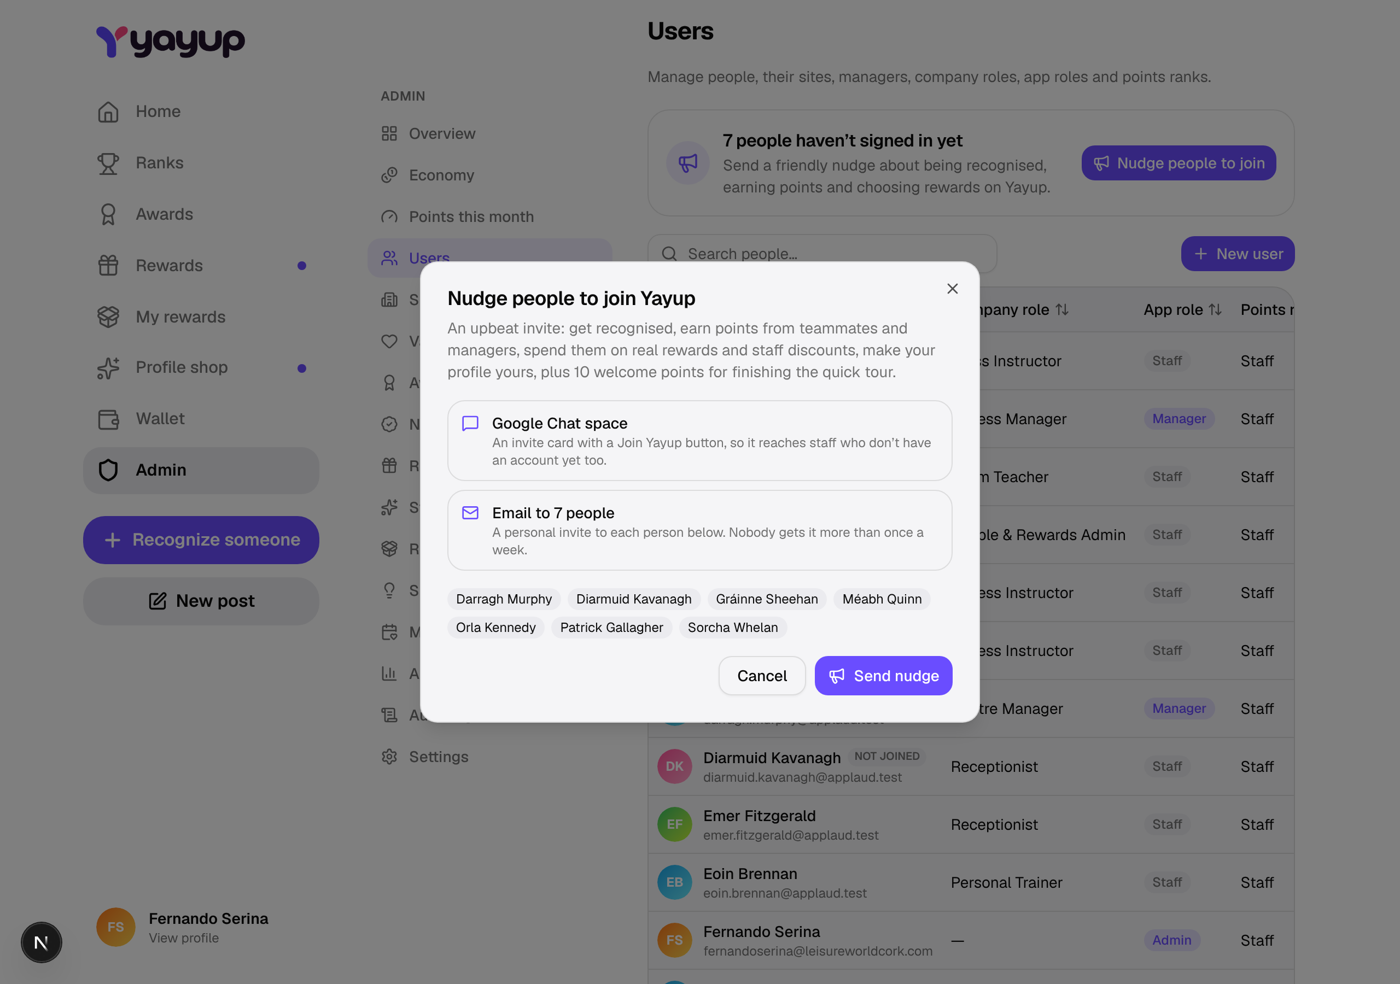 yayup
Home
Ranks
Awards
Rewards
My rewards
Profile shop
Wallet
Admin
Recognize someone
New post
FS
Fernando Serina
View profile
N
ADMIN
Overview
Economy
Points this month
Users
Settings
Users
Manage people, their sites, managers, company roles, app roles and points ranks.
7 people haven’t signed in yet
Send a friendly nudge about being recognised,
earning points and choosing rewards on Yayup.
Nudge people to join
Search people...
New user
App role
Points
Nudge people to join Yayup
An upbeat invite: get recognised, earn points from teammates and
managers, spend them on real rewards and staff discounts, make your
profile yours, plus 10 welcome points for finishing the quick tour.
Google Chat space
An invite card with a Join Yayup button, so it reaches staff who don’t have
an account yet too.
Email to 7 people
A personal invite to each person below. Nobody gets it more than once a
week.
Darragh Murphy Diarmuid Kavanagh Gráinne Sheehan Méabh Quinn
Orla Kennedy Patrick Gallagher Sorcha Whelan
Cancel
Send nudge
role
Instructor Staff Staff
Manager Manager Staff
Teacher Staff Staff
& Rewards Admin Staff Staff
Instructor Staff Staff
Instructor Staff Staff
Manager Manager Staff
DK Diarmuid Kavanagh NOT JOINED Receptionist Staff Staff
diarmuid.kavanagh@applaud.test
EF Emer Fitzgerald Receptionist Staff Staff
emer.fitzgerald@applaud.test
EB Eoin Brennan Personal Trainer Staff Staff
eoin.brennan@applaud.test
FS Fernando Serina — Admin Staff
fernandoserina@leisureworldcork.com